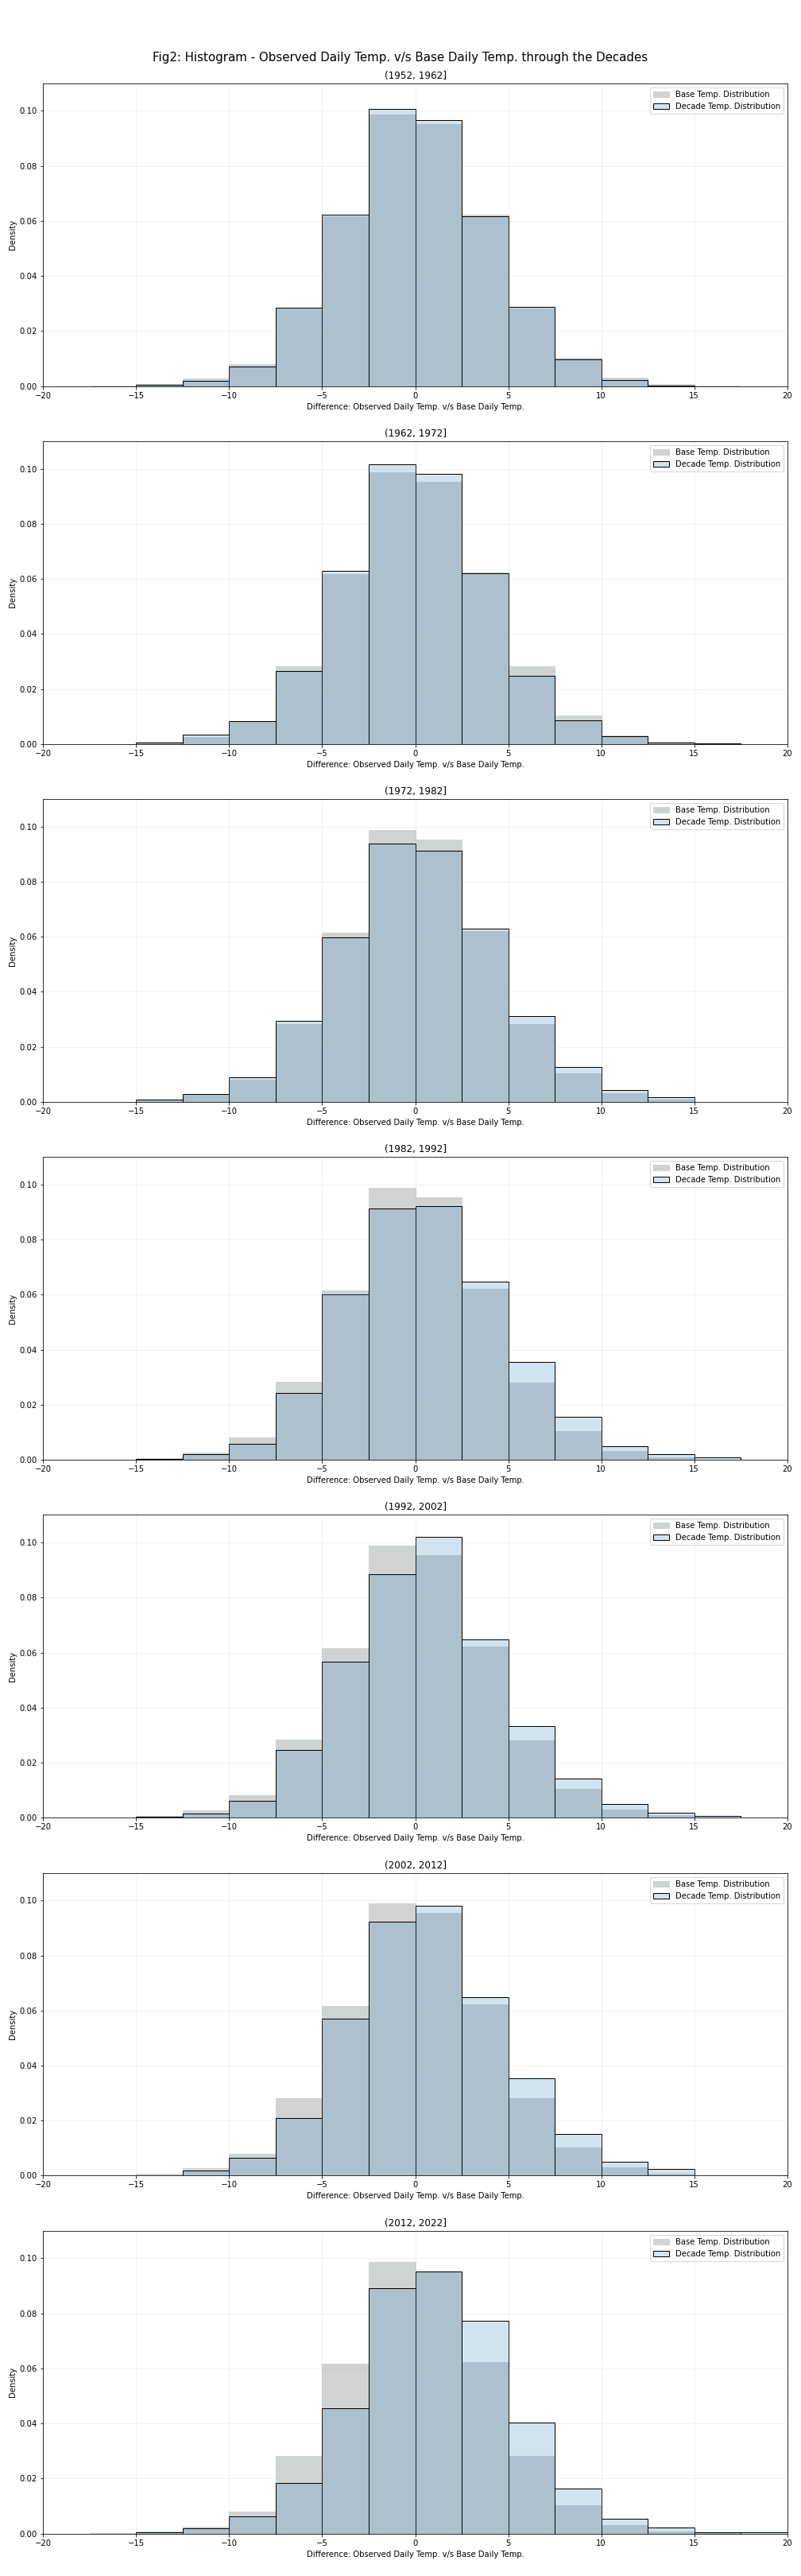 Fig2: Histogram - Observed Daily Temp. v/s Base Daily Temp. through the Decades
(1952, 1962]
Base Temp. Distribution
Decade Temp. Distribution
0.10
0.08
0.06
0.04
0.02
0.00
Density
−20 −15 −10 −5 0 5 10 15 20
Difference: Observed Daily Temp. v/s Base Daily Temp.
(1962, 1972]
Base Temp. Distribution
Decade Temp. Distribution
0.10
0.08
0.06
0.04
0.02
0.00
Density
−20 −15 −10 −5 0 5 10 15 20
Difference: Observed Daily Temp. v/s Base Daily Temp.
(1972, 1982]
Base Temp. Distribution
Decade Temp. Distribution
0.10
0.08
0.06
0.04
0.02
0.00
Density
−20 −15 −10 −5 0 5 10 15 20
Difference: Observed Daily Temp. v/s Base Daily Temp.
(1982, 1992]
Base Temp. Distribution
Decade Temp. Distribution
0.10
0.08
0.06
0.04
0.02
0.00
Density
−20 −15 −10 −5 0 5 10 15 20
Difference: Observed Daily Temp. v/s Base Daily Temp.
(1992, 2002]
Base Temp. Distribution
Decade Temp. Distribution
0.10
0.08
0.06
0.04
0.02
0.00
Density
−20 −15 −10 −5 0 5 10 15 20
Difference: Observed Daily Temp. v/s Base Daily Temp.
(2002, 2012]
Base Temp. Distribution
Decade Temp. Distribution
0.10
0.08
0.06
0.04
0.02
0.00
Density
−20 −15 −10 −5 0 5 10 15 20
Difference: Observed Daily Temp. v/s Base Daily Temp.
(2012, 2022]
Base Temp. Distribution
Decade Temp. Distribution
0.10
0.08
0.06
0.04
0.02
0.00
Density
−20 −15 −10 −5 0 5 10 15 20
Difference: Observed Daily Temp. v/s Base Daily Temp.